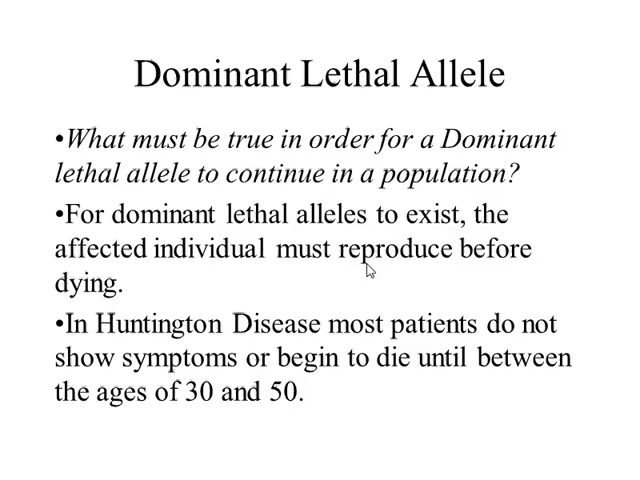 Dominant Lethal Allele
•What must be true in order for a Dominant
lethal allele to continue in a population?
•For dominant lethal alleles to exist, the
affected individual must reproduce before
dying.
•In Huntington Disease most patients do not
show symptoms or begin to die until between
the ages of 30 and 50.